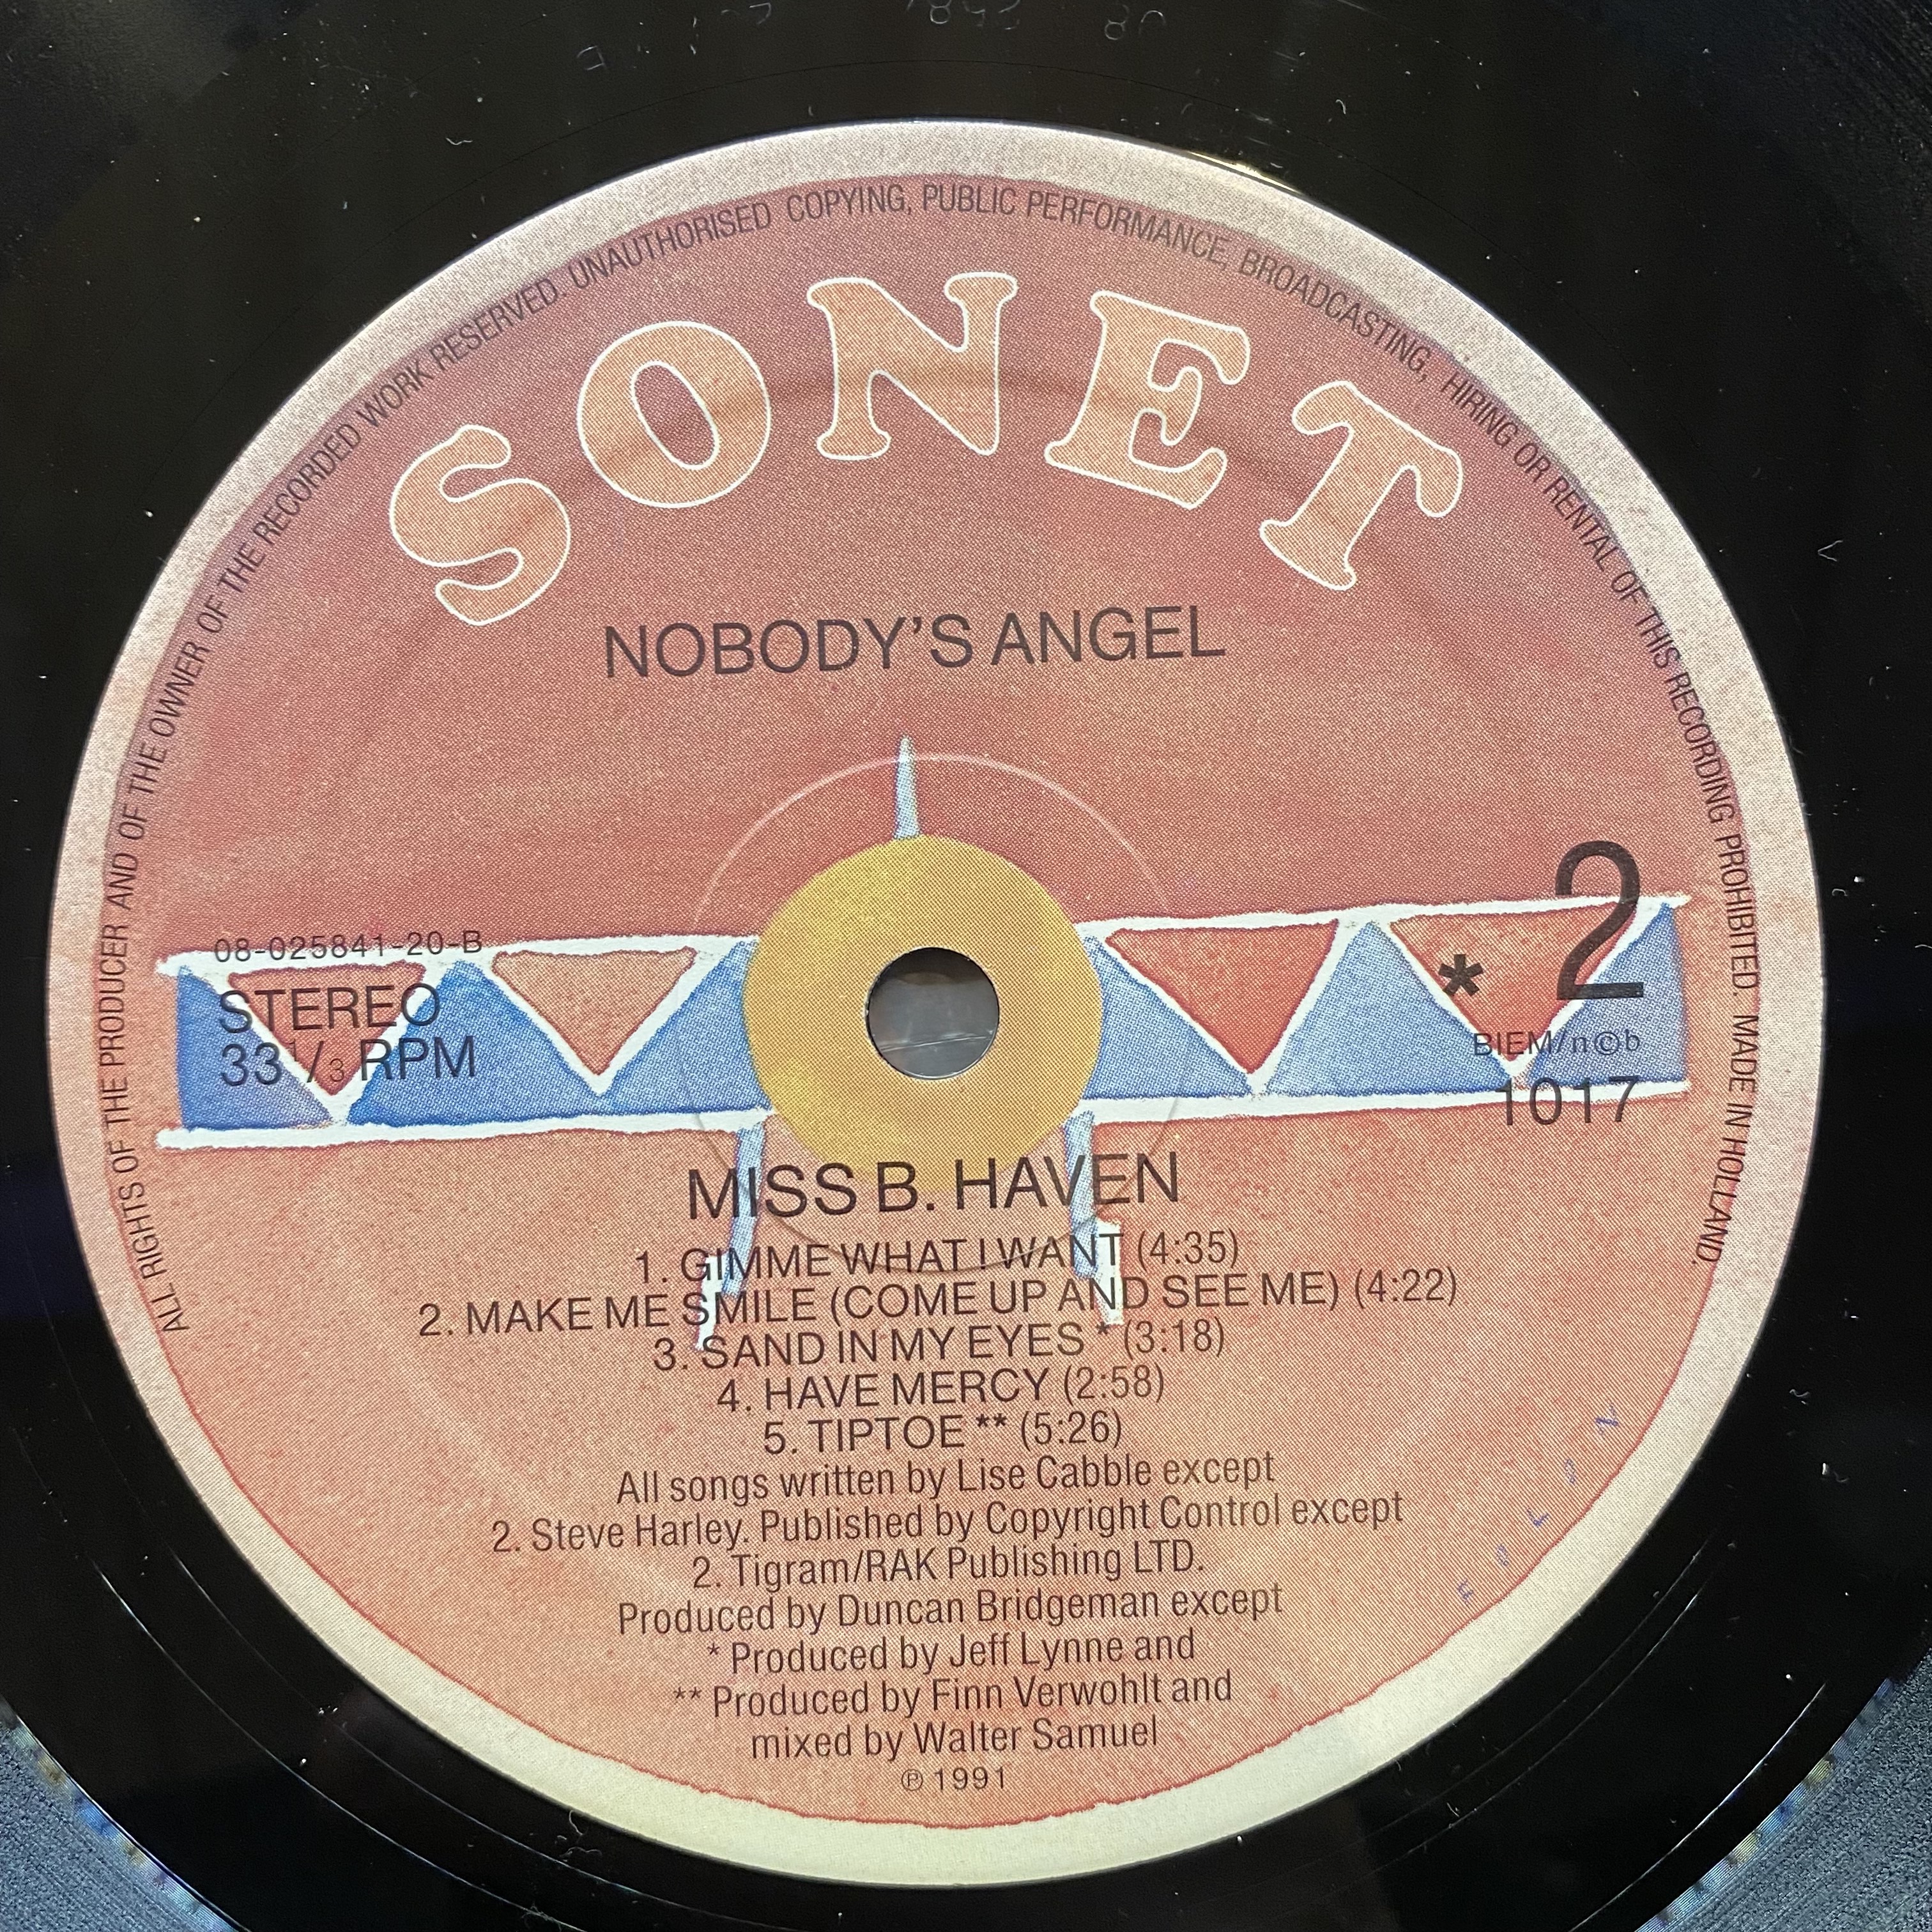 ALL RIGHTS OF THE PRODUCER AND OF THE OWNER OF THE RECORDED WORK RESERVED. UNAUTHORISED COPYING, PUBLIC PERFORMANCE, BROADCASTING, HIRING OR RENTAL OF THIS RECORDING PROHIBITED. MADE IN HOLLAND.
SONET
NOBODY'S ANGEL
08-025841-20-B
STEREO
33 1/3 RPM
* 2
BIEM/n©b
1017
MISS B. HAVEN
1. GIMME WHAT I WANT (4:35)
2. MAKE ME SMILE (COME UP AND SEE ME) (4:22)
3. SAND IN MY EYES * (3:18)
4. HAVE MERCY (2:58)
5. TIPTOE ** (5:26)
All songs written by Lise Cabble except
2. Steve Harley. Published by Copyright Control except
2. Tigram/RAK Publishing LTD.
Produced by Duncan Bridgeman except
* Produced by Jeff Lynne and
** Produced by Finn Verwohlt and
mixed by Walter Samuel
℗ 1991